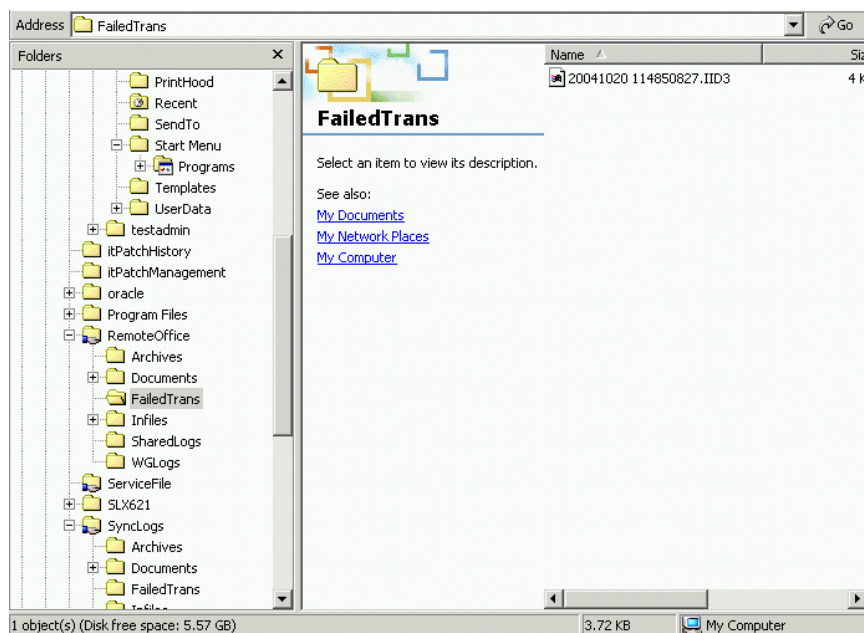 Address FailedTrans Go
Folders
PrintHood
Recent
SendTo
Start Menu
Programs
Templates
UserData
testadmin
itPatchHistory
itPatchManagement
oracle
Program Files
RemoteOffice
Archives
Documents
FailedTrans
Infiles
SharedLogs
WGLogs
ServiceFile
SLX621
SyncLogs
Archives
Documents
FailedTrans
Infiles
FailedTrans
Select an item to view its description.
See also:
My Documents
My Network Places
My Computer
Name Siz
20041020 114850827.IID3 4 K
1 object(s) (Disk free space: 5.57 GB) 3.72 KB My Computer